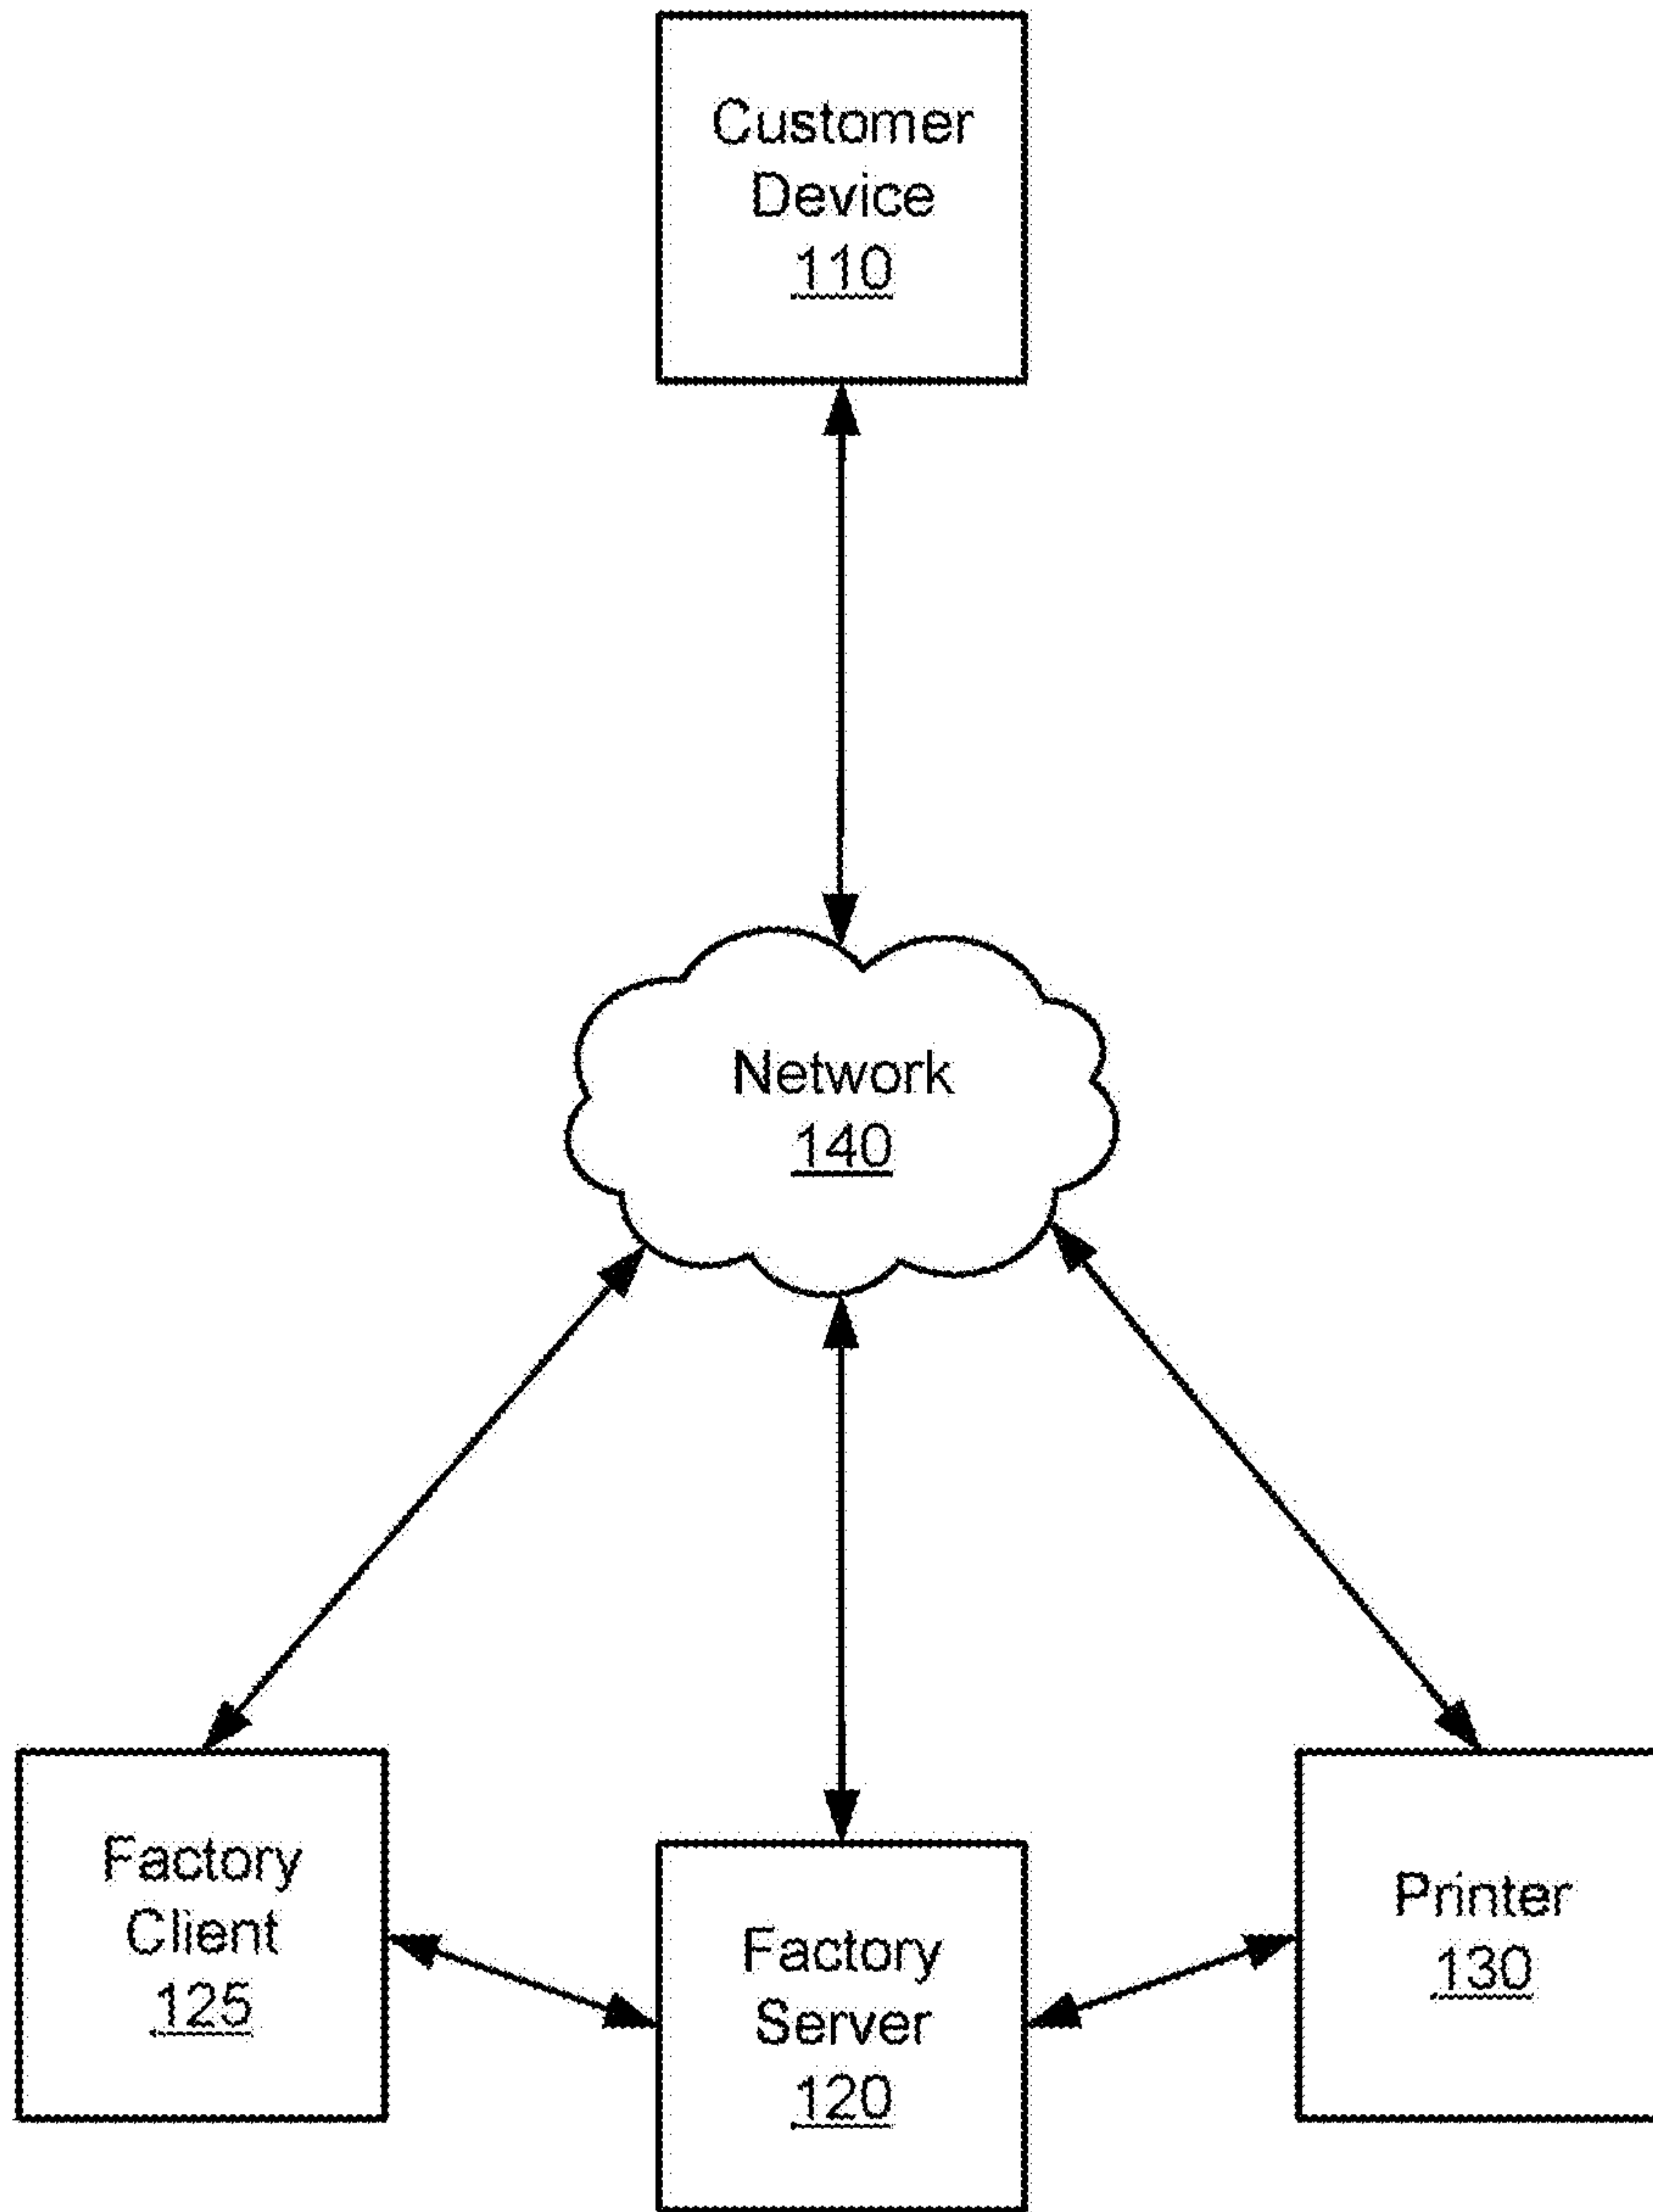 Customer
Device
110
Network
140
Factory
Client
125
Factory
Server
120
Printer
130